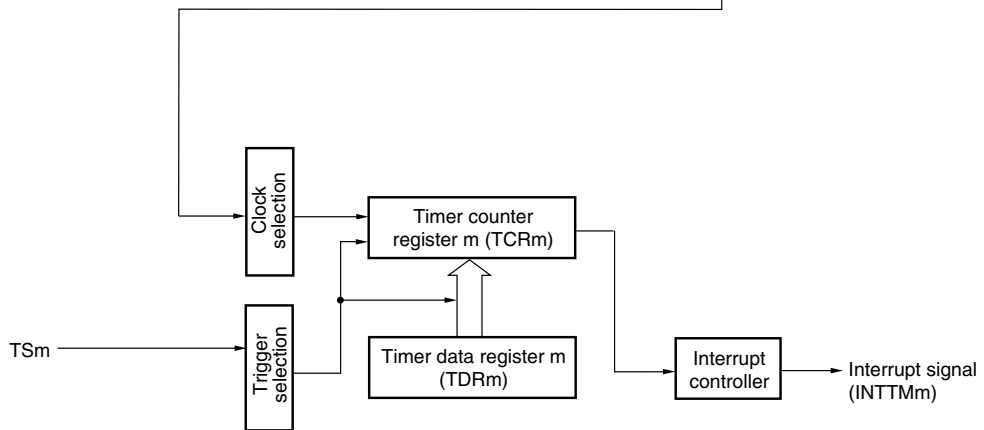 Clock
selection
Timer counter
register m (TCRm)
TSm
Trigger
selection
Timer data register m
(TDRm)
Interrupt
controller
Interrupt signal
(INTTMm)